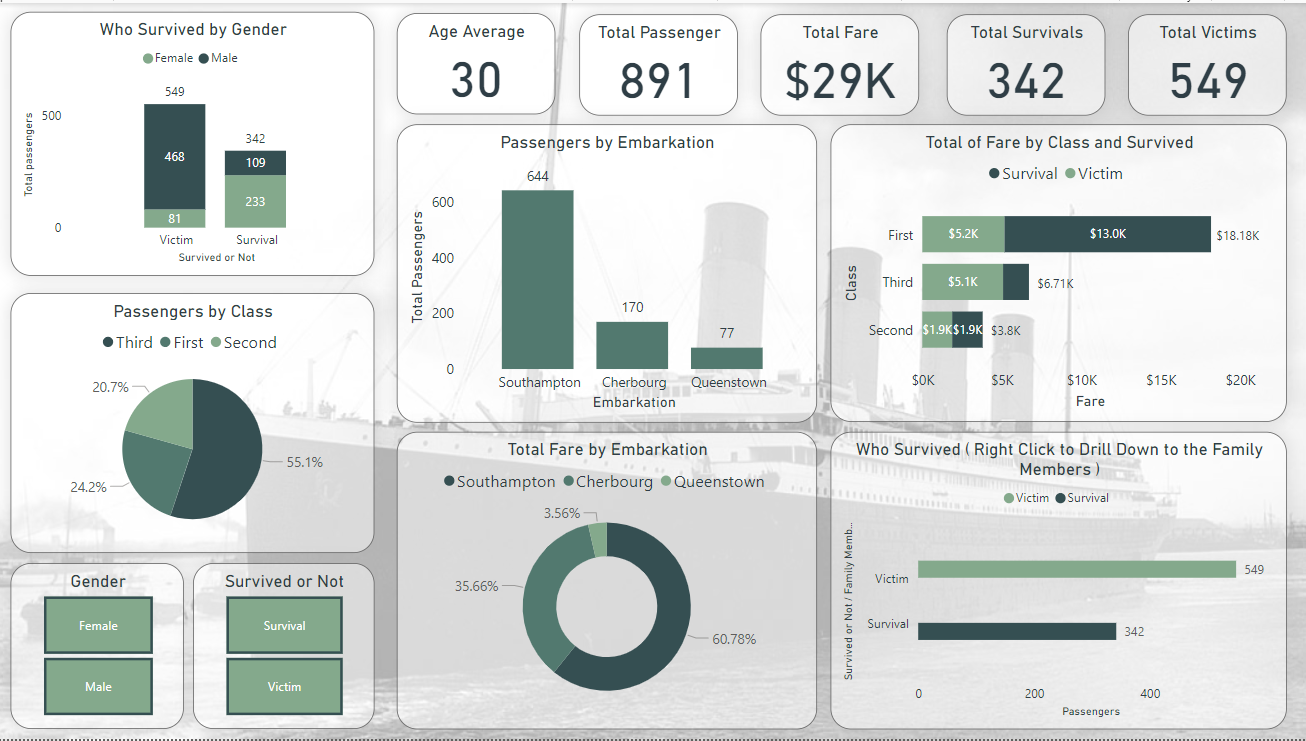 Who Survived by Gender
Female Male
549
500
468
342
109
233
81
0
Victim Survival
Survived or Not
Total passengers
Age Average
30
Total Passenger
891
Total Fare
$29K
Total Survivals
342
Total Victims
549
Passengers by Embarkation
644
600
400
200
0
170
77
Southampton Cherbourg Queenstown
Embarkation
Total Passengers
Total of Fare by Class and Survived
Survival Victim
First $5.2K $13.0K $18.18K
Third $5.1K $6.71K
Second $1.9K $1.9K $3.8K
$0K $5K $10K $15K $20K
Fare
Class
Passengers by Class
Third First Second
20.7%
55.1%
24.2%
Total Fare by Embarkation
Southampton Cherbourg Queenstown
3.56%
35.66%
60.78%
Who Survived ( Right Click to Drill Down to the Family
Members )
Victim Survival
Victim 549
Survival 342
0 200 400
Passengers
Survived or Not / Family Memb...
Gender
Female
Male
Survived or Not
Survival
Victim